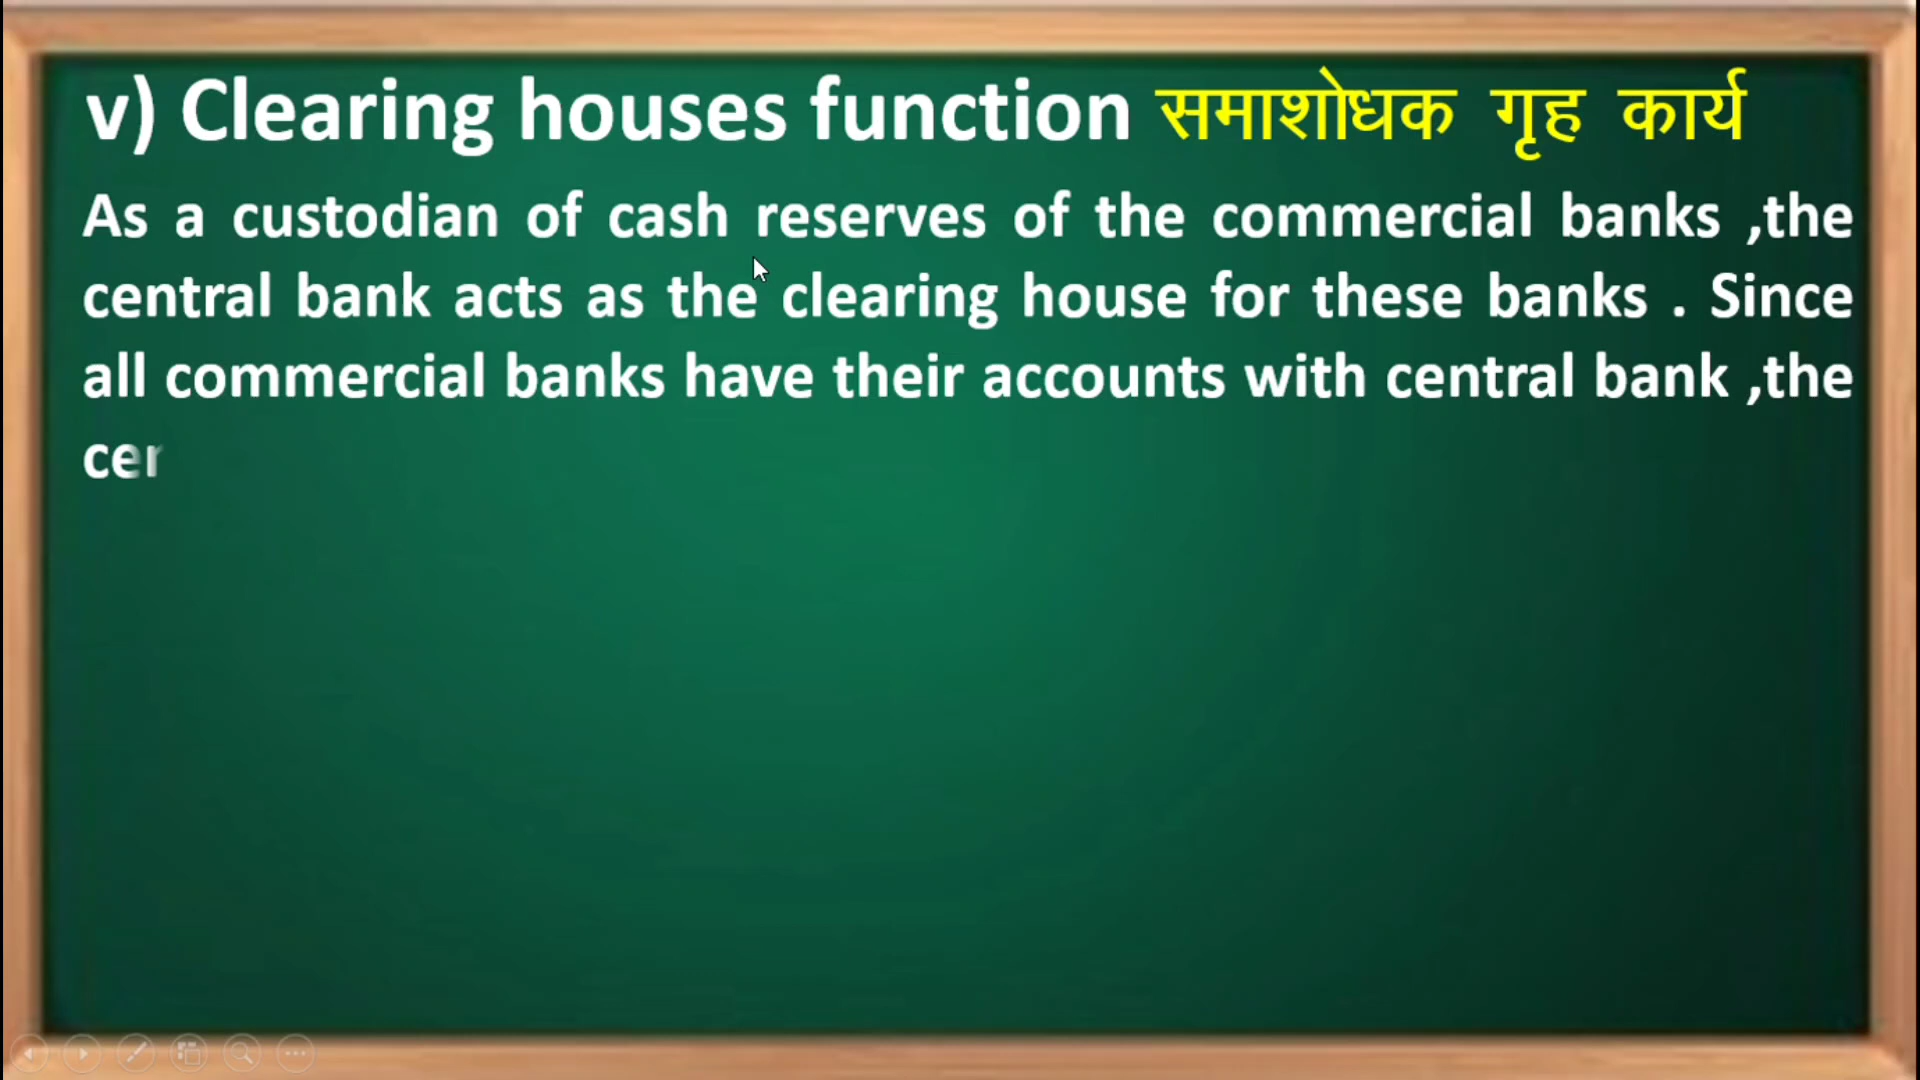 v) Clearing houses function समाशोधक गृह कार्य
As a custodian of cash reserves of the commercial banks ,the
central bank acts as the clearing house for these banks . Since
all commercial banks have their accounts with central bank ,the
cer